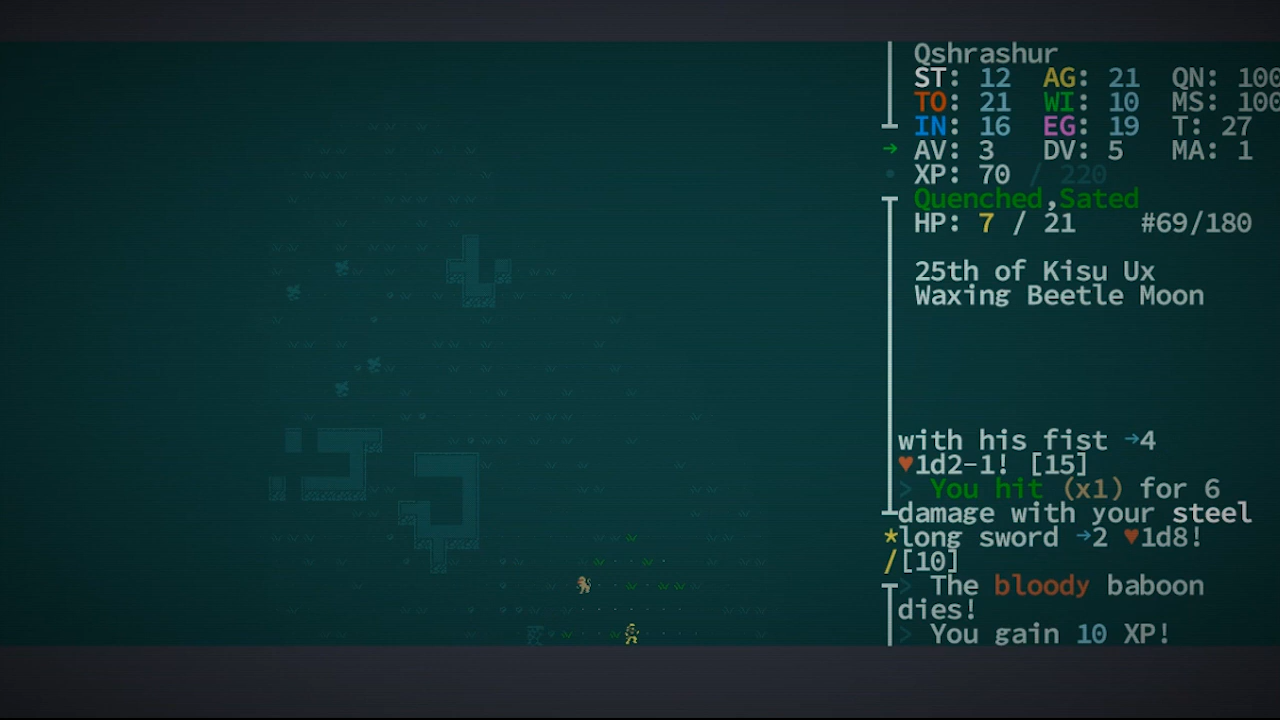 Qshrashur
ST: 12 AG: 21 QN: 100
TO: 21 WI: 10 MS: 100
IN: 16 EG: 19 T: 27
→ AV: 3 DV: 5 MA: 1
XP: 70 / 220
Quenched,Sated
HP: 7 / 21 #69/180
25th of Kisu Ux
Waxing Beetle Moon
with his fist →4
♥1d2-1! [15]
> You hit (x1) for 6
damage with your steel
*long sword →2 ♥1d8!
/[10]
> The bloody baboon
dies!
> You gain 10 XP!